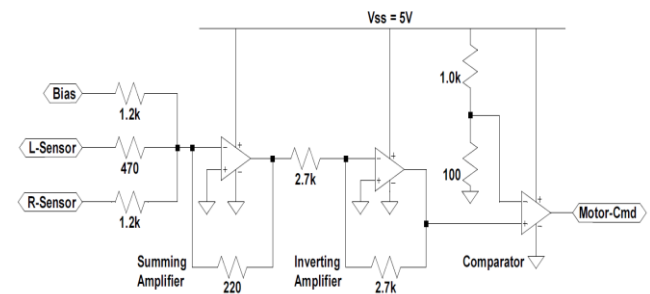 Vss = 5V
1.0k
Bias
1.2k
L-Sensor
470
2.7k
100
R-Sensor
1.2k
Motor-Cmd
Summing
Amplifier
220
Inverting
Amplifier
2.7k
Comparator